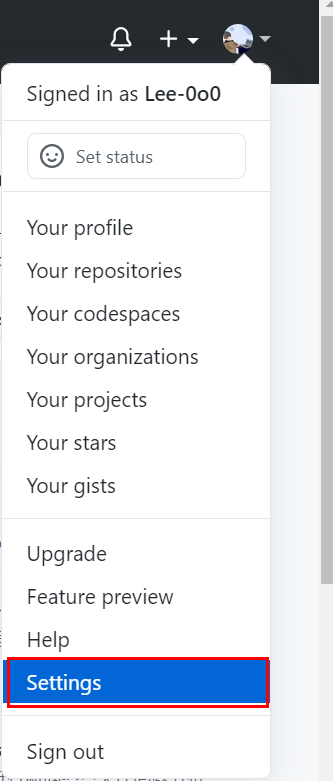 Signed in as Lee-0o0
Set status
Your profile
Your repositories
Your codespaces
Your organizations
Your projects
Your stars
Your gists
Upgrade
Feature preview
Help
Settings
Sign out